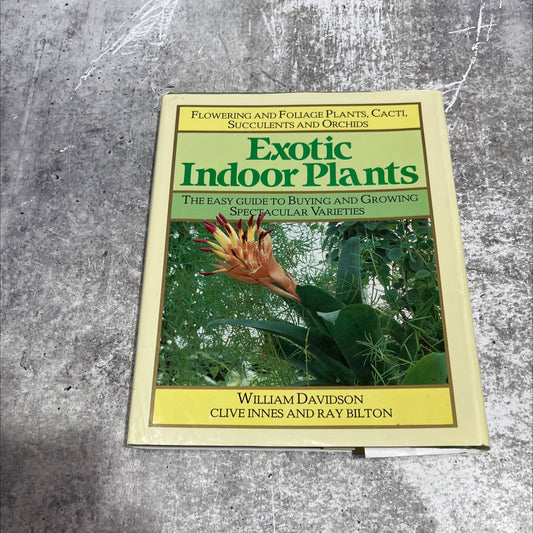 FLOWERING AND FOLIAGE PLANTS, CACTI,
SUCCULENTS AND ORCHIDS
Exotic
Indoor Plants
THE EASY GUIDE TO BUYING AND GROWING
SPECTACULAR VARIETIES
WILLIAM DAVIDSON
CLIVE INNES AND RAY BILTON